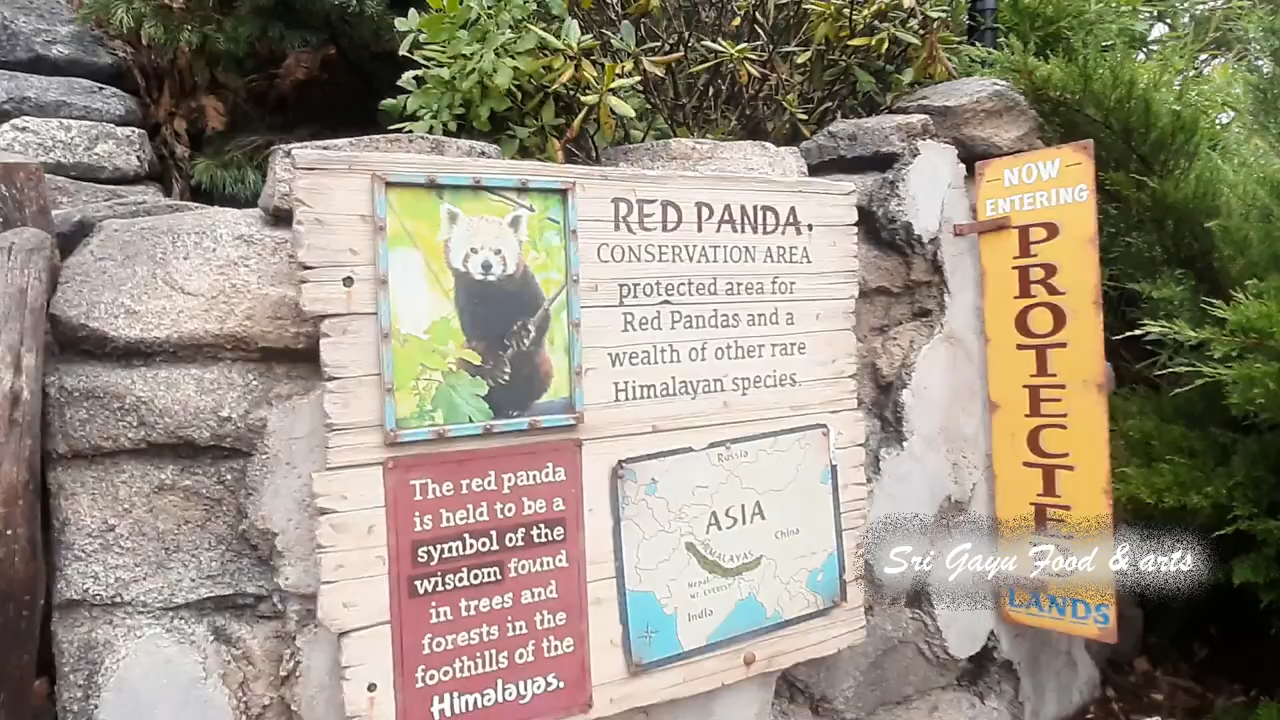 RED PANDA.
CONSERVATION AREA
protected area for
Red Pandas and a
wealth of other rare
Himalayan species.
The red panda
is held to be a
symbol of the
wisdom found
in trees and
forests in the
foothills of the
Himalayas.
Russia
ASIA
China
HIMALAYAS
Nepal
MT. EVEREST
India
NOW
ENTERING
PROTECTED
LANDS
Sri Gayu Food & arts